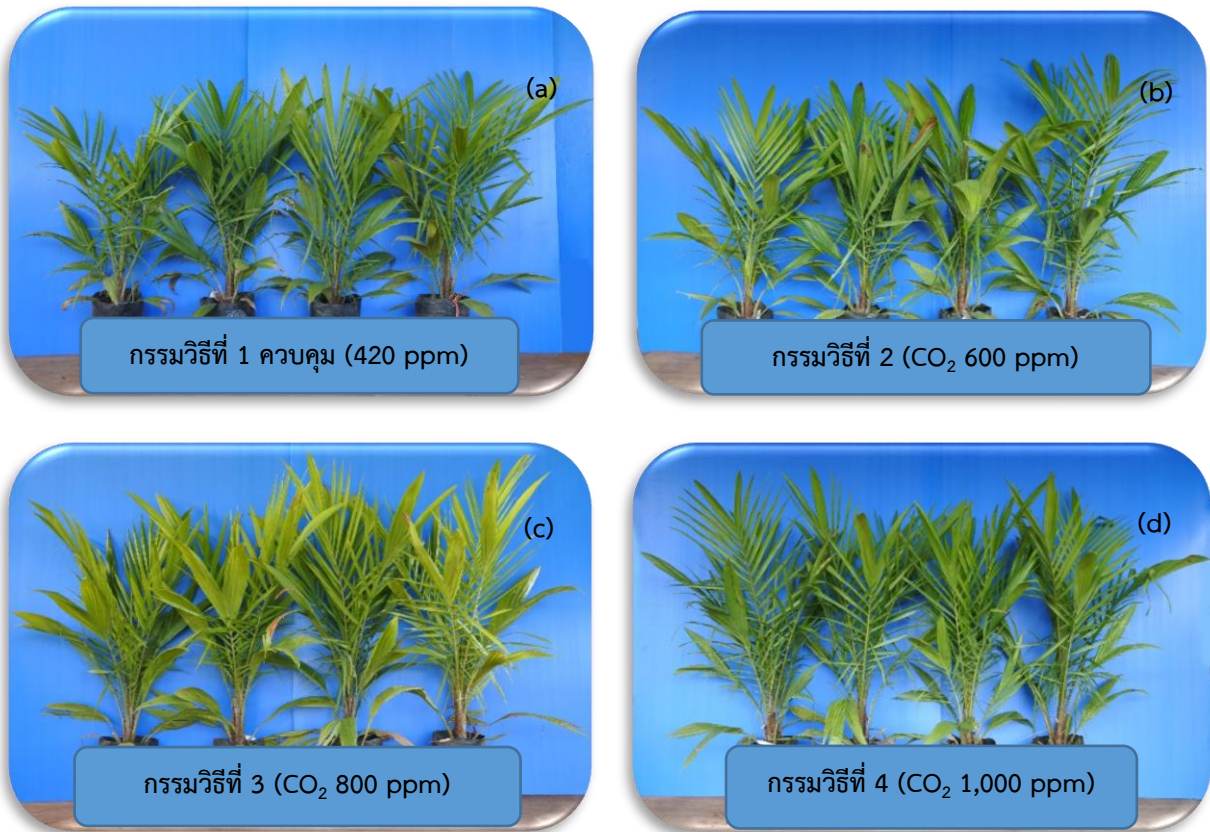 (a)
กรรมวิธีที่ 1 ควบคุม (420 ppm)
(b)
กรรมวิธีที่ 2 (CO₂ 600 ppm)
(c)
กรรมวิธีที่ 3 (CO₂ 800 ppm)
(d)
กรรมวิธีที่ 4 (CO₂ 1,000 ppm)